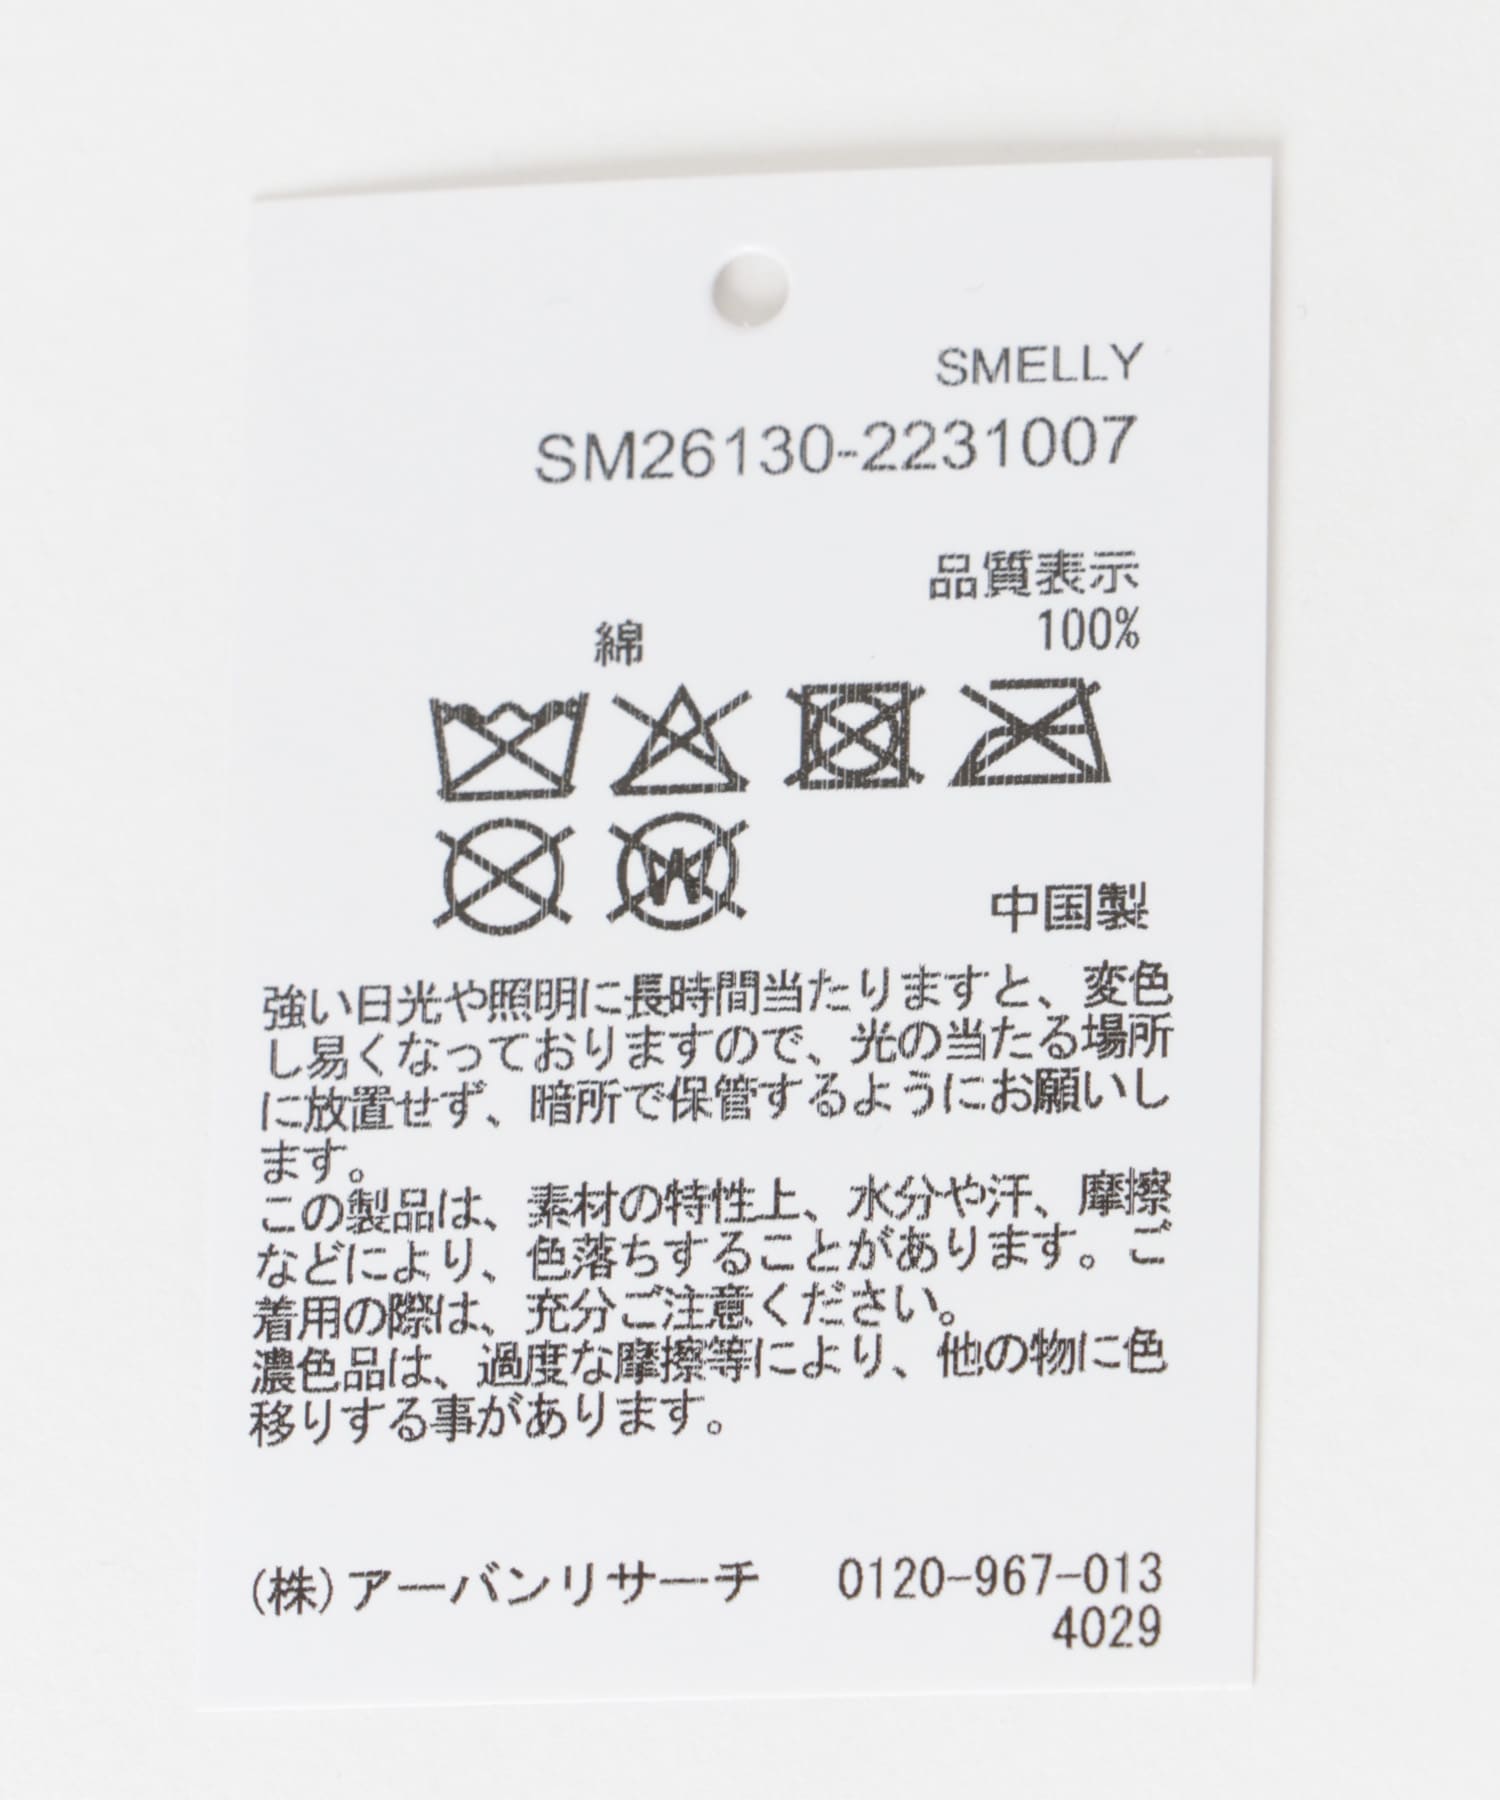 SMELLY
SM26130-2231007
品質表示
綿 100%
W
中国製
強い日光や照明に長時間当たりますと、変色
し易くなっておりますので、光の当たる場所
に放置せず、暗所で保管するようにお願いし
ます。
この製品は、素材の特性上、水分や汗、摩擦
などにより、色落ちすることがあります。ご
着用の際は、充分ご注意ください。
濃色品は、過度な摩擦等により、他の物に色
移りする事があります。
(株)アーバンリサーチ 0120-967-013
4029